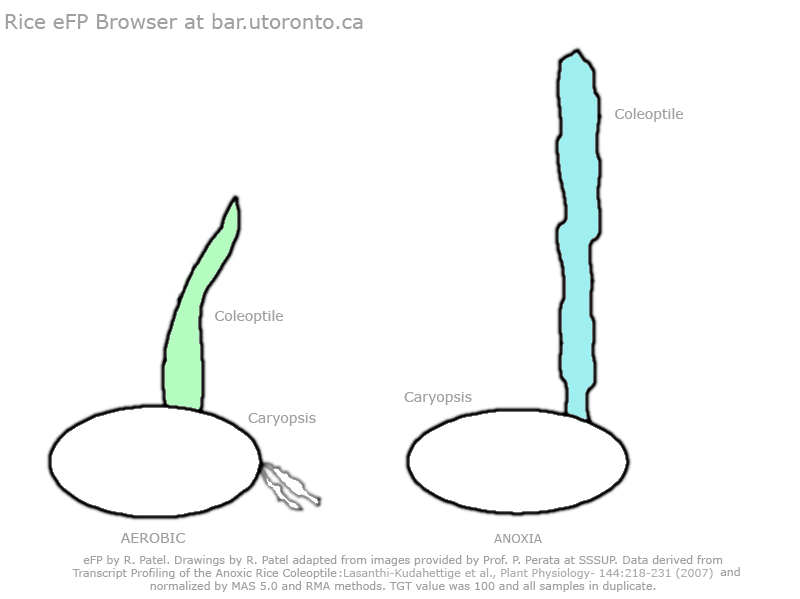 Rice eFP Browser at bar.utoronto.ca
Coleoptile
Coleoptile
Caryopsis
Caryopsis
AEROBIC
ANOXIA
eFP by R. Patel. Drawings by R. Patel adapted from images provided by Prof. P. Perata at SSSUP. Data derived from
Transcript Profiling of the Anoxic Rice Coleoptile:Lasanthi-Kudahettige et al., Plant Physiology- 144:218-231 (2007) and
normalized by MAS 5.0 and RMA methods. TGT value was 100 and all samples in duplicate.